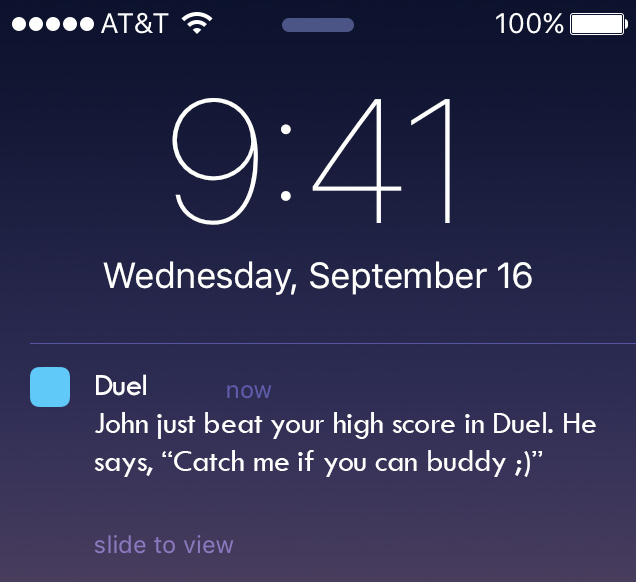 AT&T 100%
9:41
Wednesday, September 16
Duel now
John just beat your high score in Duel. He
says, “Catch me if you can buddy ;)”
slide to view